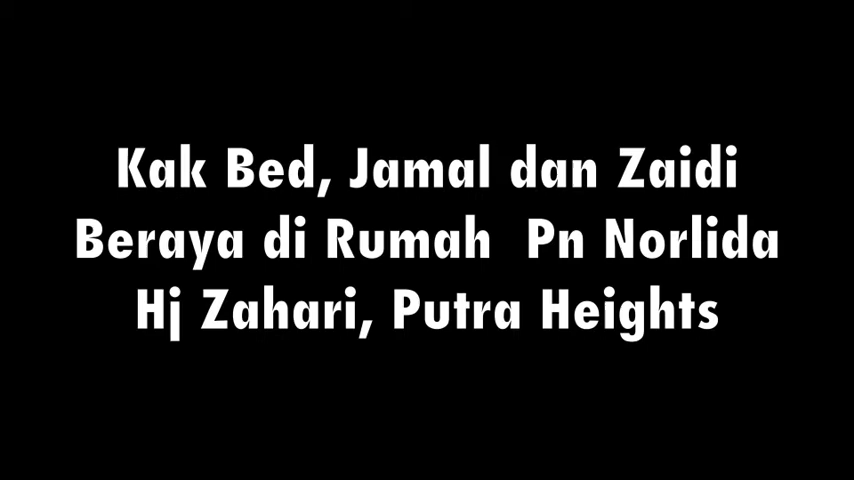 Kak Bed, Jamal dan Zaidi
Beraya di Rumah  Pn Norlida
Hj Zahari, Putra Heights